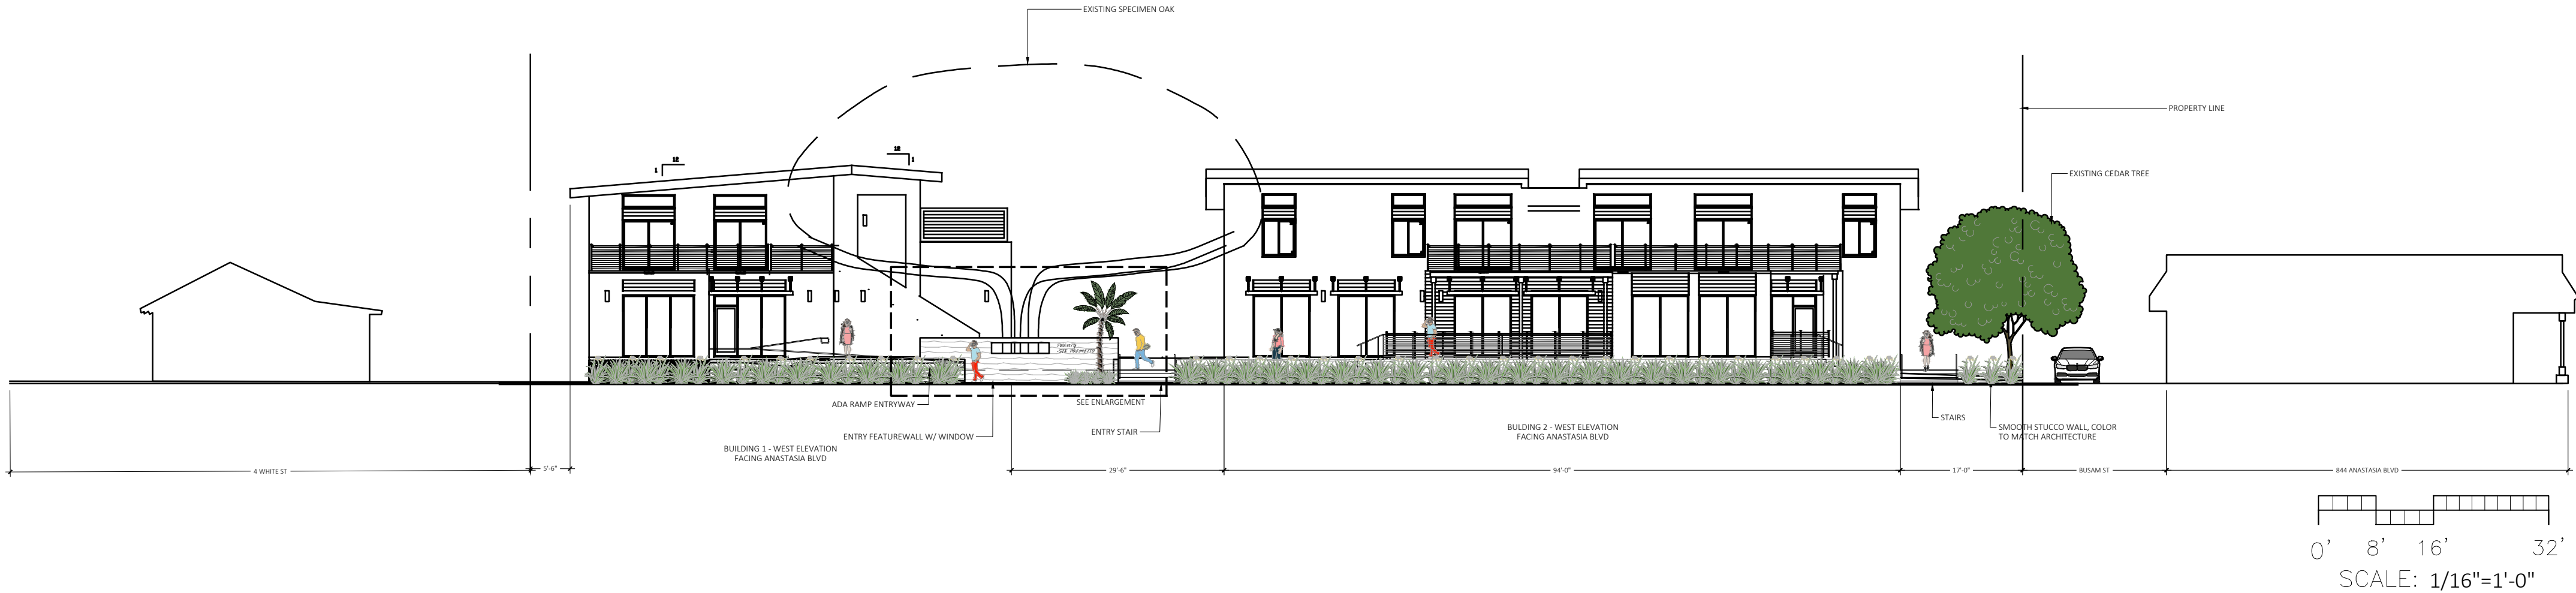 EXISTING SPECIMEN OAK
PROPERTY LINE
12
1
12
1
EXISTING CEDAR TREE
ADA RAMP ENTRYWAY
SEE ENLARGEMENT
ENTRY FEATUREWALL W/ WINDOW
ENTRY STAIR
STAIRS
SMOOTH STUCCO WALL, COLOR
TO MATCH ARCHITECTURE
BUILDING 1 - WEST ELEVATION
FACING ANASTASIA BLVD
BUILDING 2 - WEST ELEVATION
FACING ANASTASIA BLVD
4 WHITE ST
5'-6"
29'-6"
94'-0"
17'-0"
BUSAM ST
844 ANASTASIA BLVD
0' 8' 16' 32'
SCALE: 1/16"=1'-0"